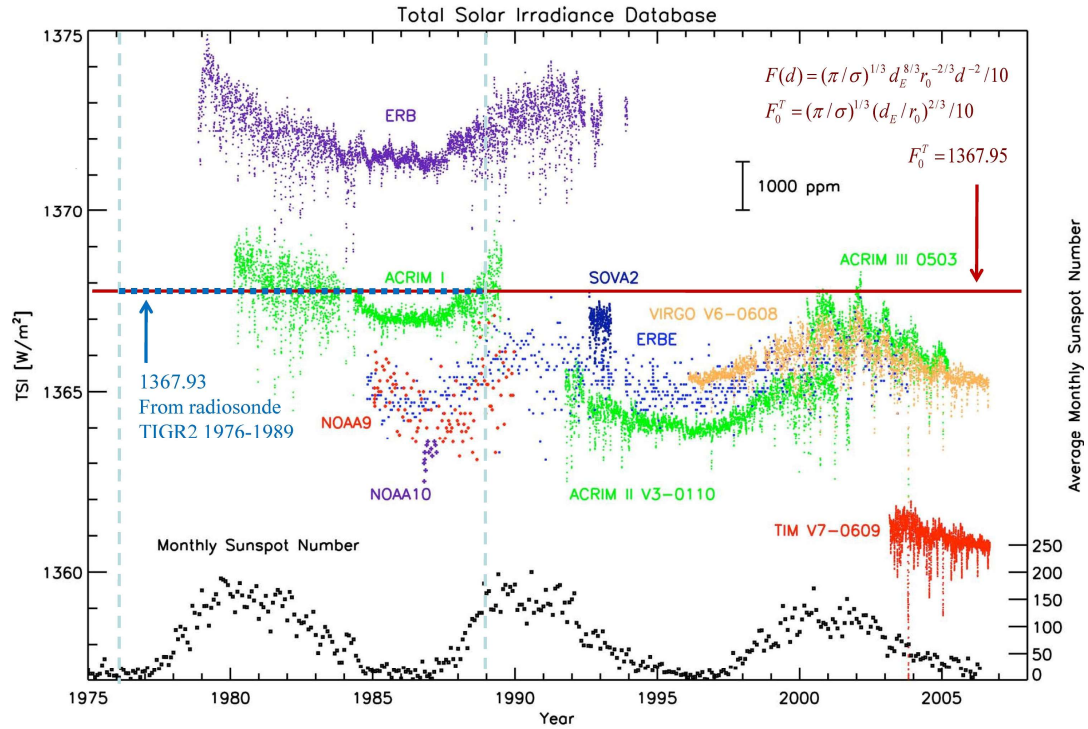 Total Solar Irradiance Database
1375
1370
1365
1360
TSI [W/m²]
F(d) = (π/σ)^{1/3} d_E^{8/3} r_0^{-2/3} d^{-2} /10
F_0^T = (π/σ)^{1/3} (d_E/r_0)^{2/3} /10
F_0^T = 1367.95
ERB
1000 ppm
ACRIM I
SOVA2
ACRIM III 0503
VIRGO V6-0608
ERBE
1367.93
From radiosonde
TIGR2 1976-1989
NOAA9
NOAA10
ACRIM II V3-0110
TIM V7-0609
Monthly Sunspot Number
Average Monthly Sunspot Number
250
200
150
100
50
0
1975
1980
1985
1990
1995
2000
2005
Year